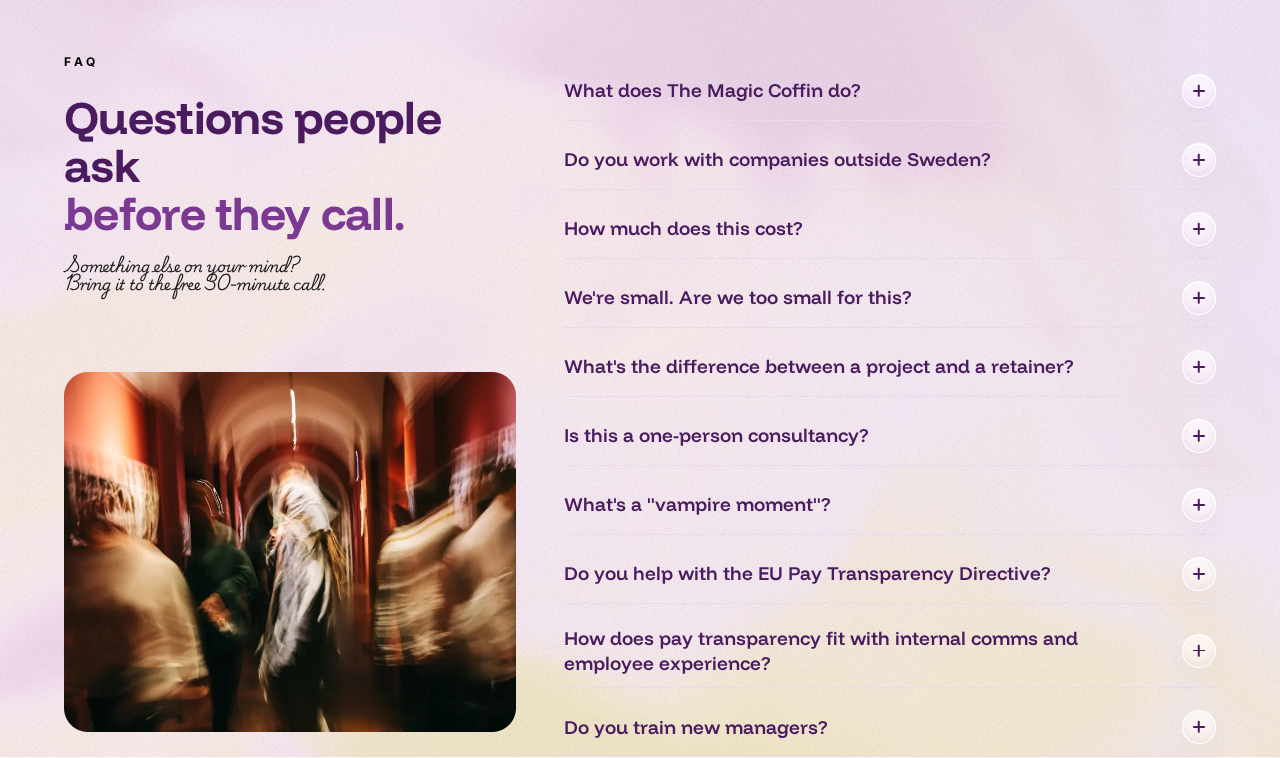 FAQ
Questions people
ask
before they call.
Something else on your mind?
Bring it to the free 30-minute call.
What does The Magic Coffin do?
Do you work with companies outside Sweden?
How much does this cost?
We're small. Are we too small for this?
What's the difference between a project and a retainer?
Is this a one-person consultancy?
What's a "vampire moment"?
Do you help with the EU Pay Transparency Directive?
How does pay transparency fit with internal comms and
employee experience?
Do you train new managers?